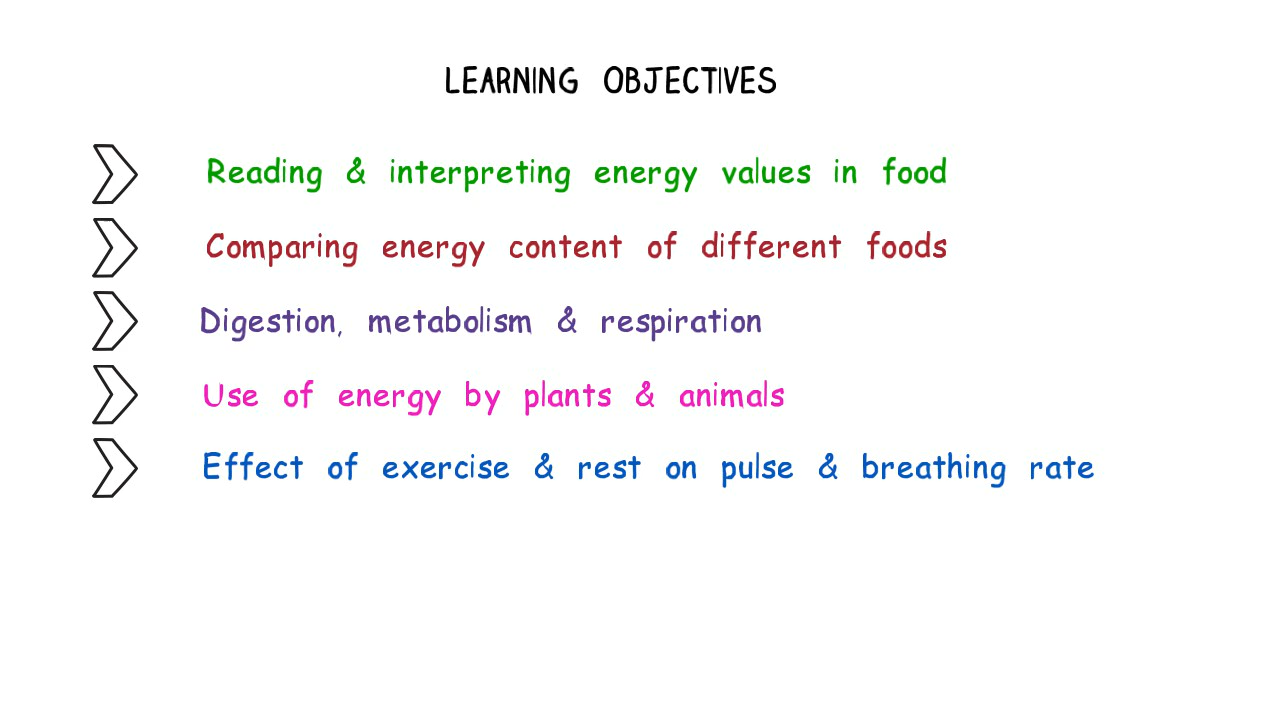 LEARNING OBJECTIVES
Reading & interpreting energy values in food
Comparing energy content of different foods
Digestion, metabolism & respiration
Use of energy by plants & animals
Effect of exercise & rest on pulse & breathing rate